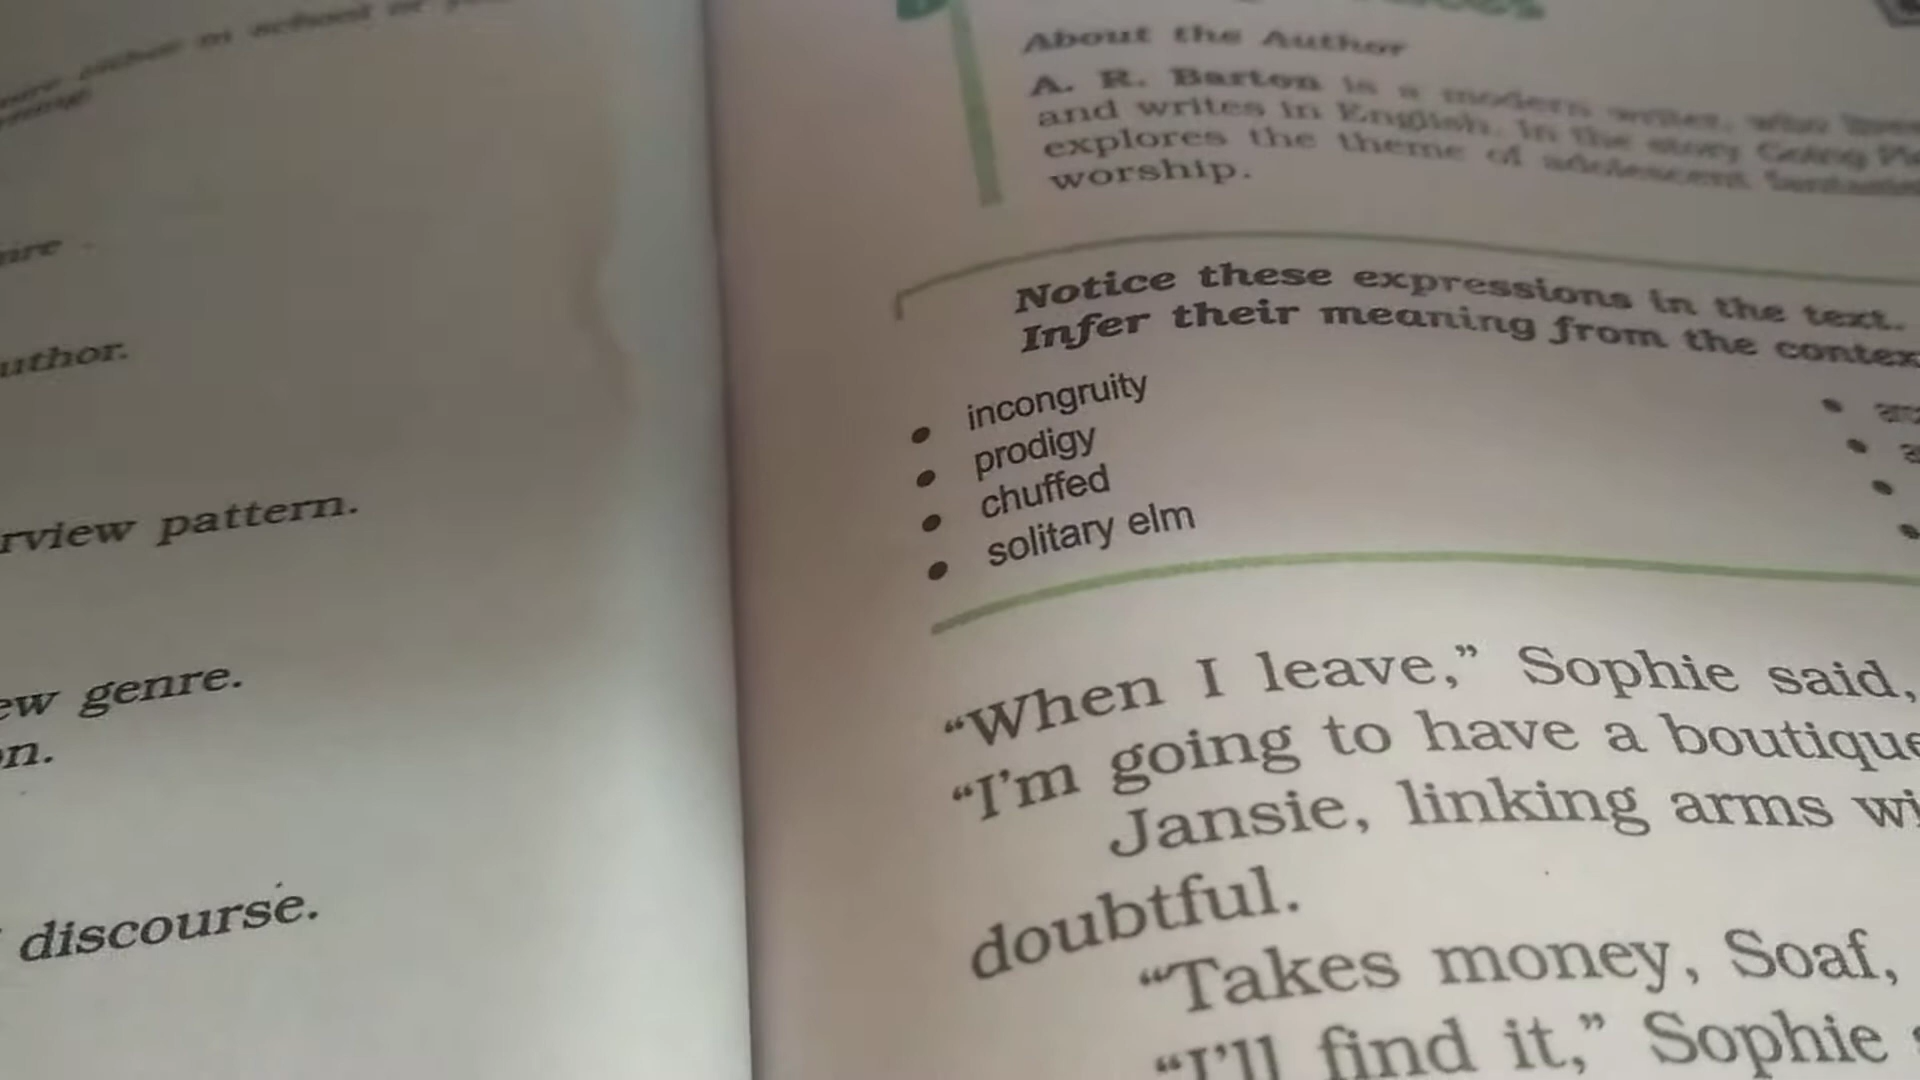 nre
uthor.
rview pattern.
ew genre.
on.
discourse.
About the Author
A. R. Barton is a modern writer, who
and writes in English. In the story Going
explores the theme of adolescent
worship.
Notice these expressions in the text.
Infer their meaning from the contex
• incongruity
• prodigy
• chuffed
• solitary elm
“When I leave,” Sophie said,
“I’m going to have a boutique
Jansie, linking arms wi
doubtful.
“Takes money, Soaf,
“I’ll find it,” Sophie